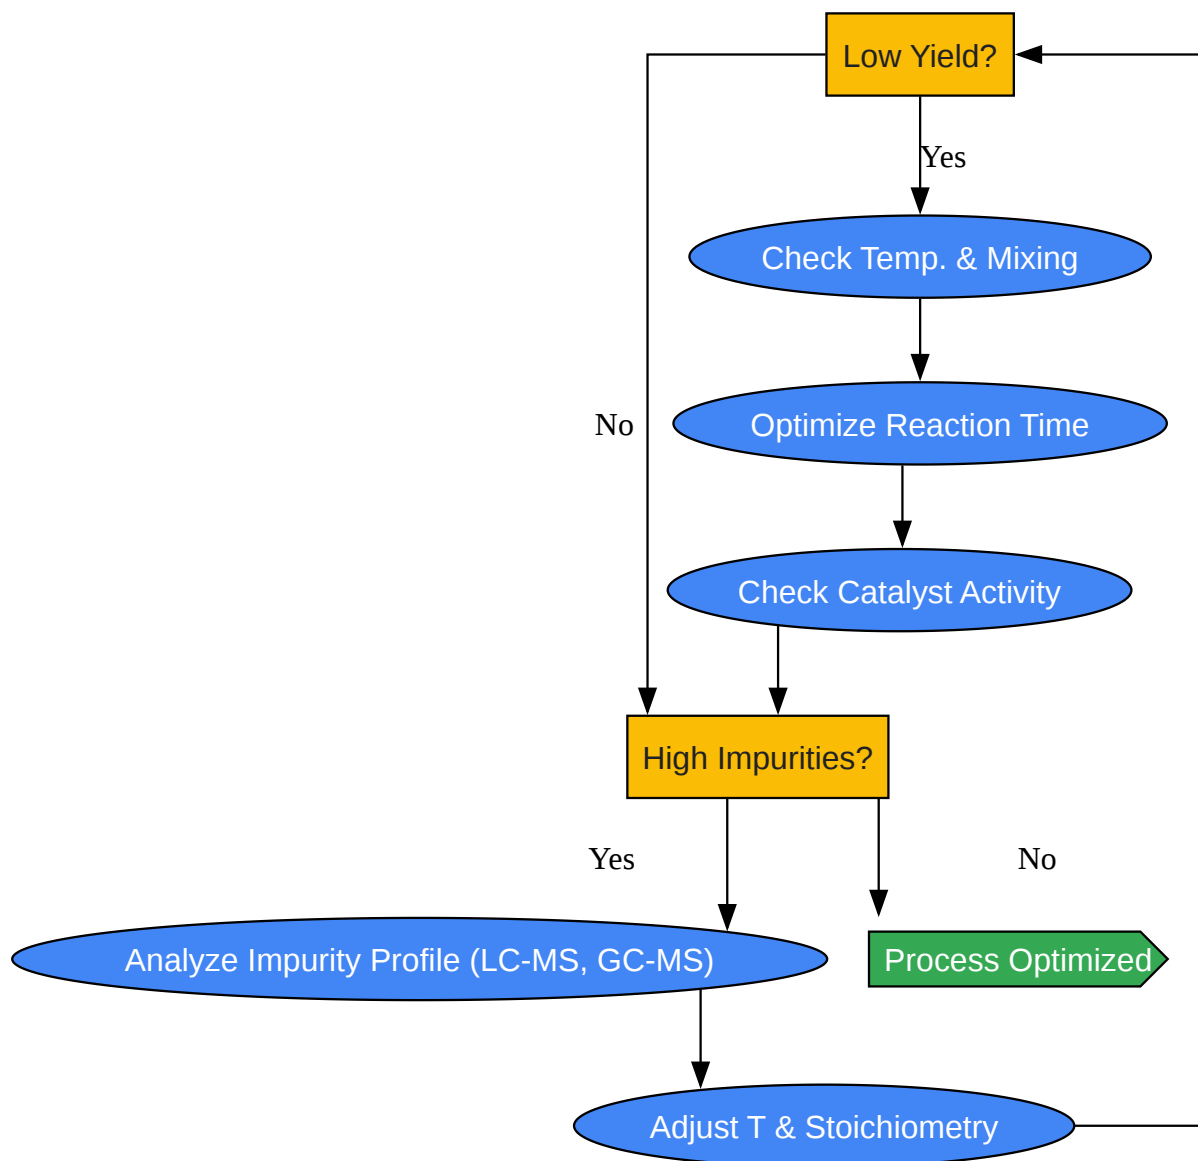 Low Yield?
Yes
Check Temp. & Mixing
No
Optimize Reaction Time
Check Catalyst Activity
High Impurities?
Yes
No
Analyze Impurity Profile (LC-MS, GC-MS)
Process Optimized
Adjust T & Stoichiometry